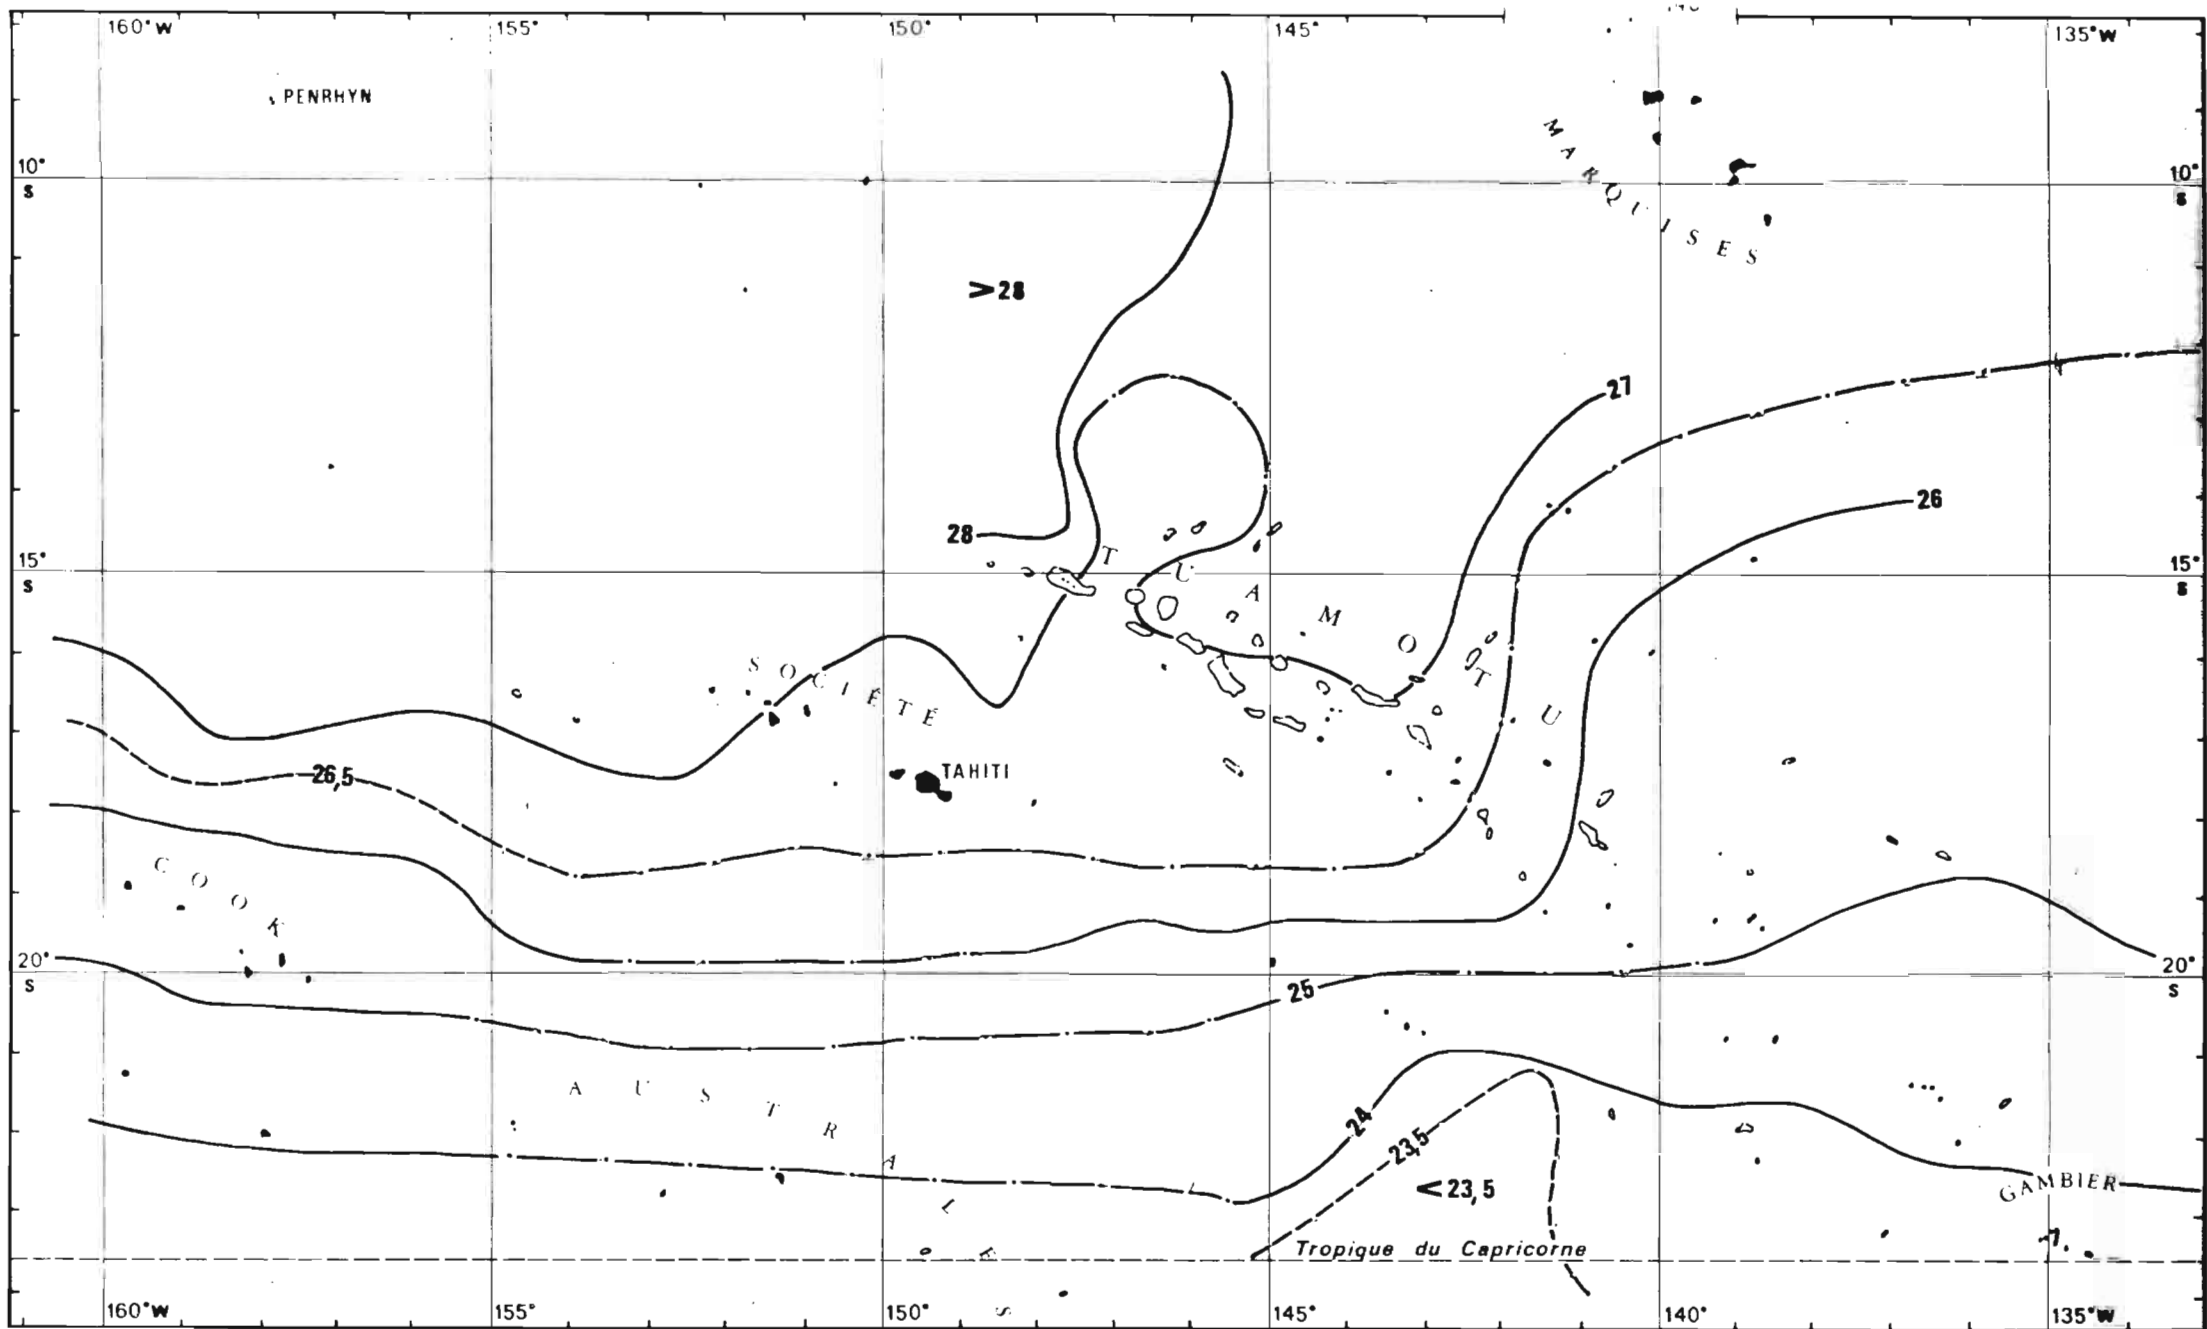 160°W 155° 150° 145° 135°W
PENRHYN
MARQUISES
10° S
10° S
>28
27
26
28
15° S
15° S
TUAMOTU
SOCIÉTÉ
TAHITI
26,5
COOK
20° S
20° S
25
AUSTRALES
24
23,5
<23,5
GAMBIER
Tropique du Capricorne
160°W 155° 150° 145° 140° 135°W